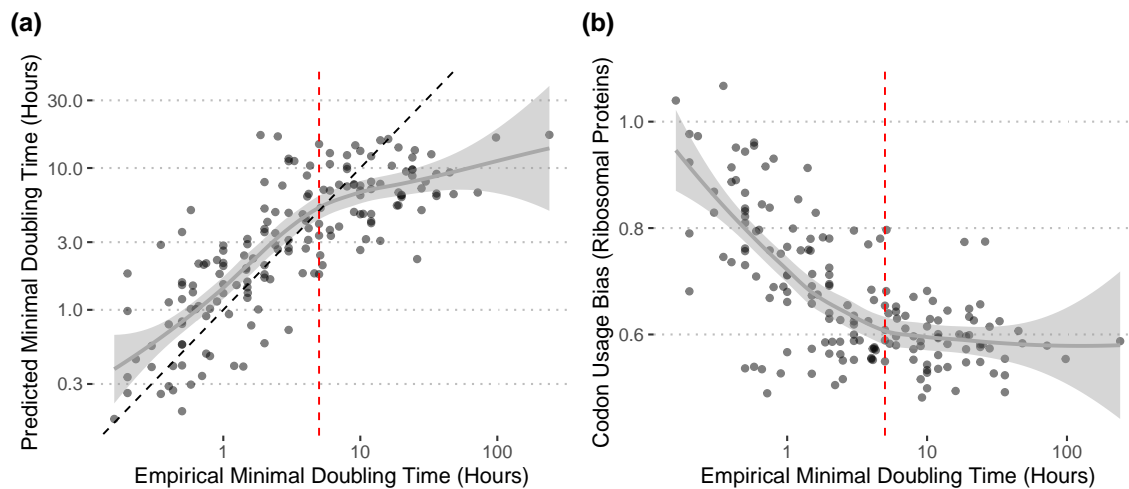 (a)
Predicted Minimal Doubling Time (Hours)
30.0
10.0
3.0
1.0
0.3
1
10
100
Empirical Minimal Doubling Time (Hours)
(b)
Codon Usage Bias (Ribosomal Proteins)
1.0
0.8
0.6
1
10
100
Empirical Minimal Doubling Time (Hours)